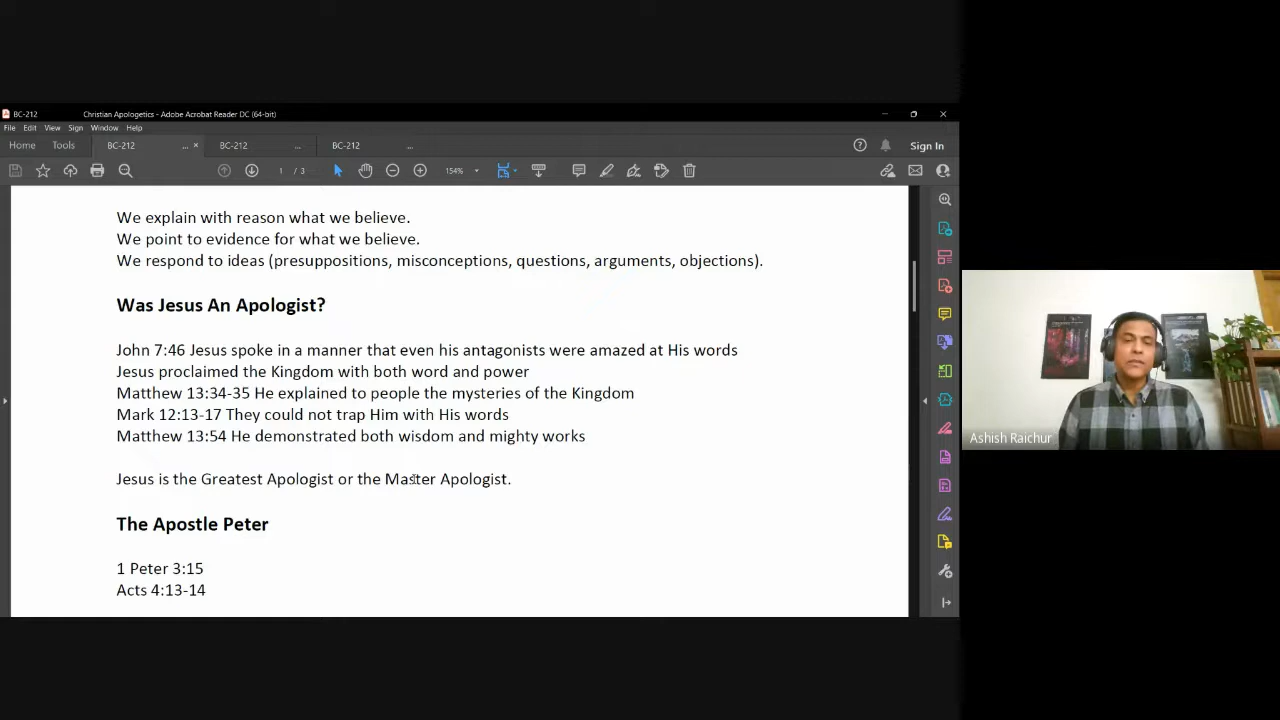 BC-212 Christian Apologetics - Adobe Acrobat Reader DC (64-bit)
File Edit View Sign Window Help
Home Tools BC-212 ... × BC-212 ... BC-212 ... Sign In
1 / 3 154%
We explain with reason what we believe.
We point to evidence for what we believe.
We respond to ideas (presuppositions, misconceptions, questions, arguments, objections).
Was Jesus An Apologist?
John 7:46 Jesus spoke in a manner that even his antagonists were amazed at His words
Jesus proclaimed the Kingdom with both word and power
Matthew 13:34-35 He explained to people the mysteries of the Kingdom
Mark 12:13-17 They could not trap Him with His words
Matthew 13:54 He demonstrated both wisdom and mighty works
Jesus is the Greatest Apologist or the Master Apologist.
The Apostle Peter
1 Peter 3:15
Acts 4:13-14
Ashish Raichur